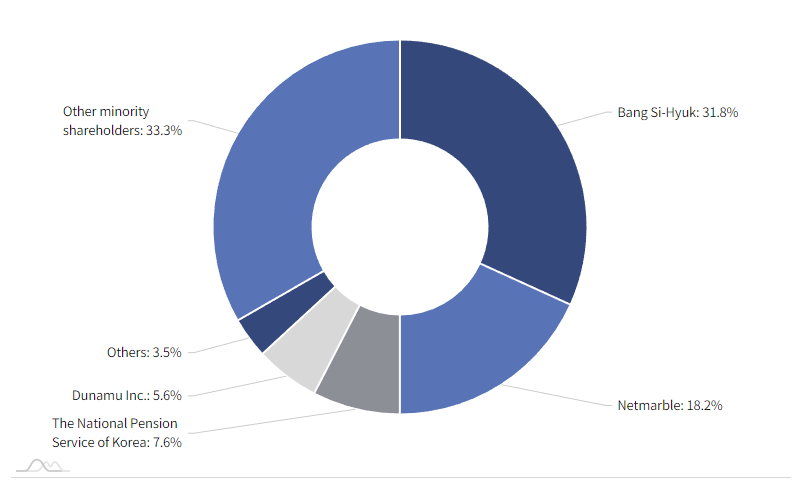 Other minority
shareholders: 33.3%
Bang Si-Hyuk: 31.8%
Others: 3.5%
Dunamu Inc.: 5.6%
Netmarble: 18.2%
The National Pension
Service of Korea: 7.6%